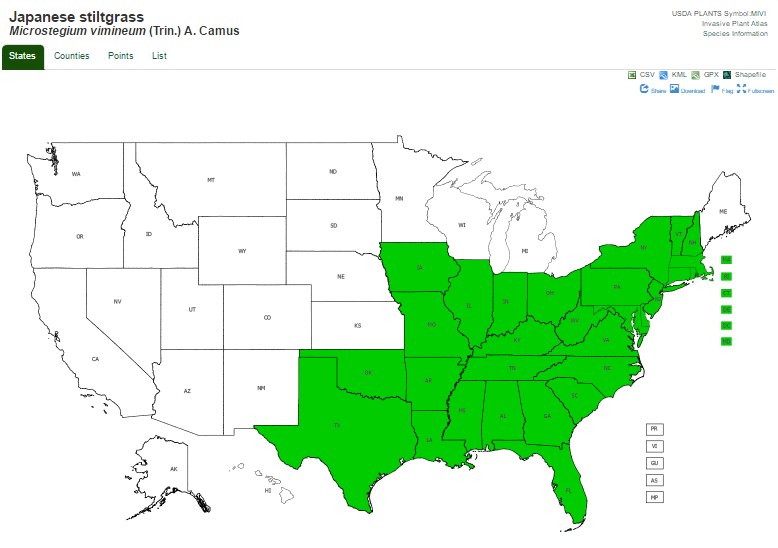 Japanese stiltgrass
Microstegium vimineum (Trin.) A. Camus
USDA PLANTS Symbol:MIVI
Invasive Plant Atlas
Species Information
States Counties Points List
CSV KML GPX Shapefile
Share Download Flag Fullscreen
WA
MT
ND
MN
OR
ID
SD
WI
MI
ME
WY
NY
VT
NH
NV
UT
NE
IA
IL
IN
OH
PA
CO
KS
MO
KY
WV
VA
CA
AZ
NM
OK
AR
TN
NC
SC
TX
LA
MS
AL
GA
FL
AK
HI
PR
VI
GU
AS
MP